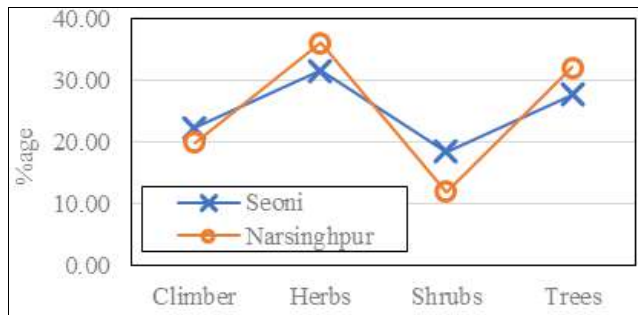 40.00
30.00
20.00
10.00
0.00
%age
Seoni
Narsinghpur
Climber Herbs Shrubs Trees